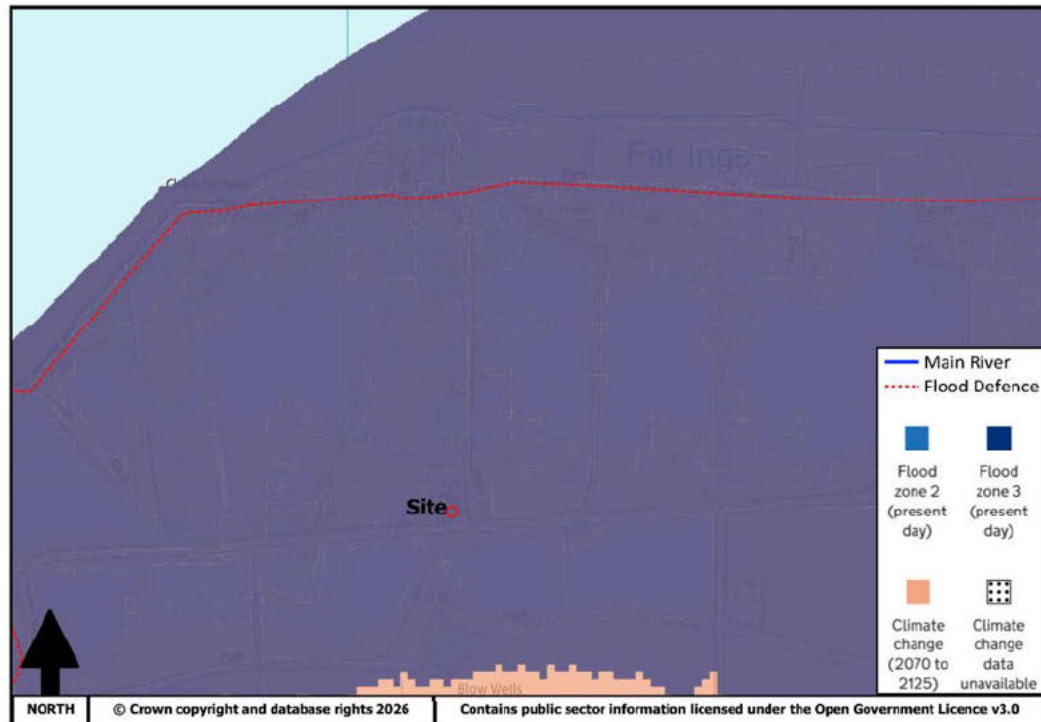 Far Ings
Main River
Flood Defence
Flood
zone 2
(present
day)
Flood
zone 3
(present
day)
Site
Climate
change
(2070 to
2125)
Climate
change
data
unavailable
Blow Wells
NORTH
© Crown copyright and database rights 2026
Contains public sector information licensed under the Open Government Licence v3.0